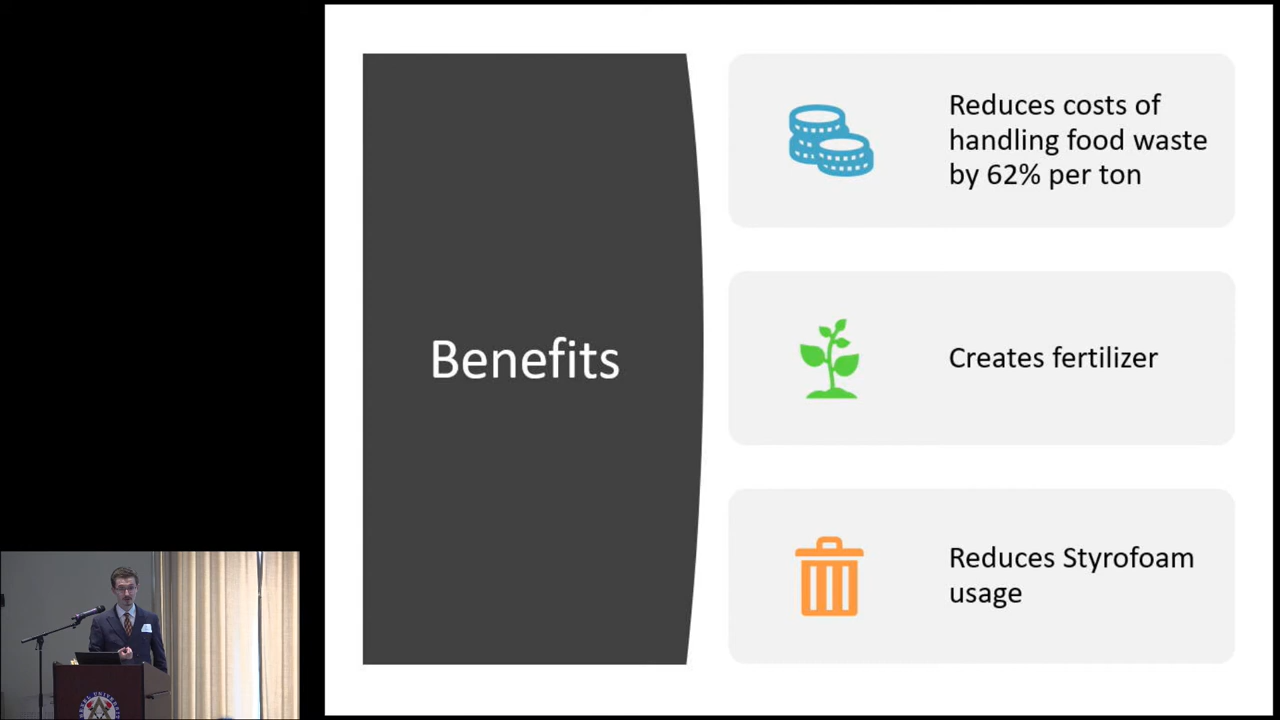 Benefits
Reduces costs of
handling food waste
by 62% per ton
Creates fertilizer
Reduces Styrofoam
usage